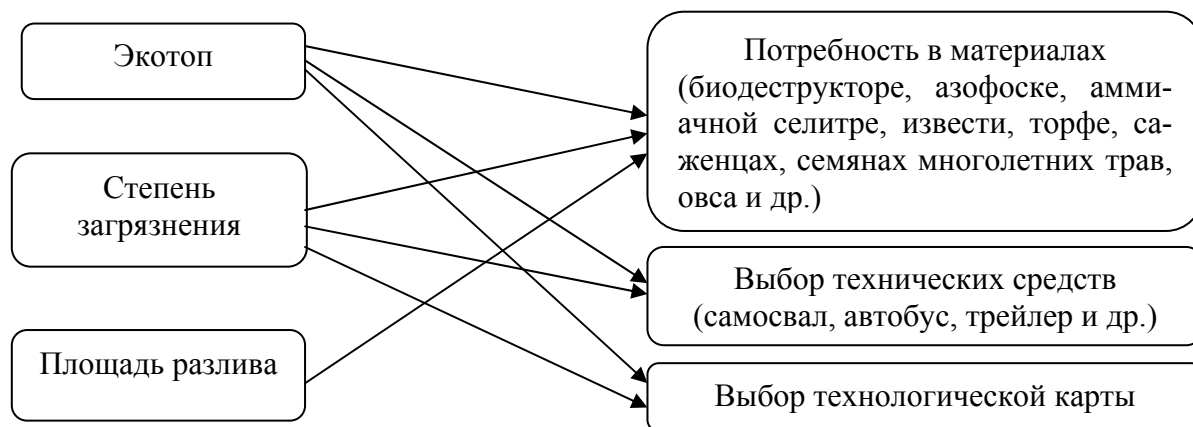 Экотоп
Степень
загрязнения
Площадь разлива
Потребность в материалах
(биодеструкторе, азофоске, амми-
ачной селитре, извести, торфе, са-
женцах, семянах многолетних трав,
овса и др.)
Выбор технических средств
(самосвал, автобус, трейлер и др.)
Выбор технологической карты